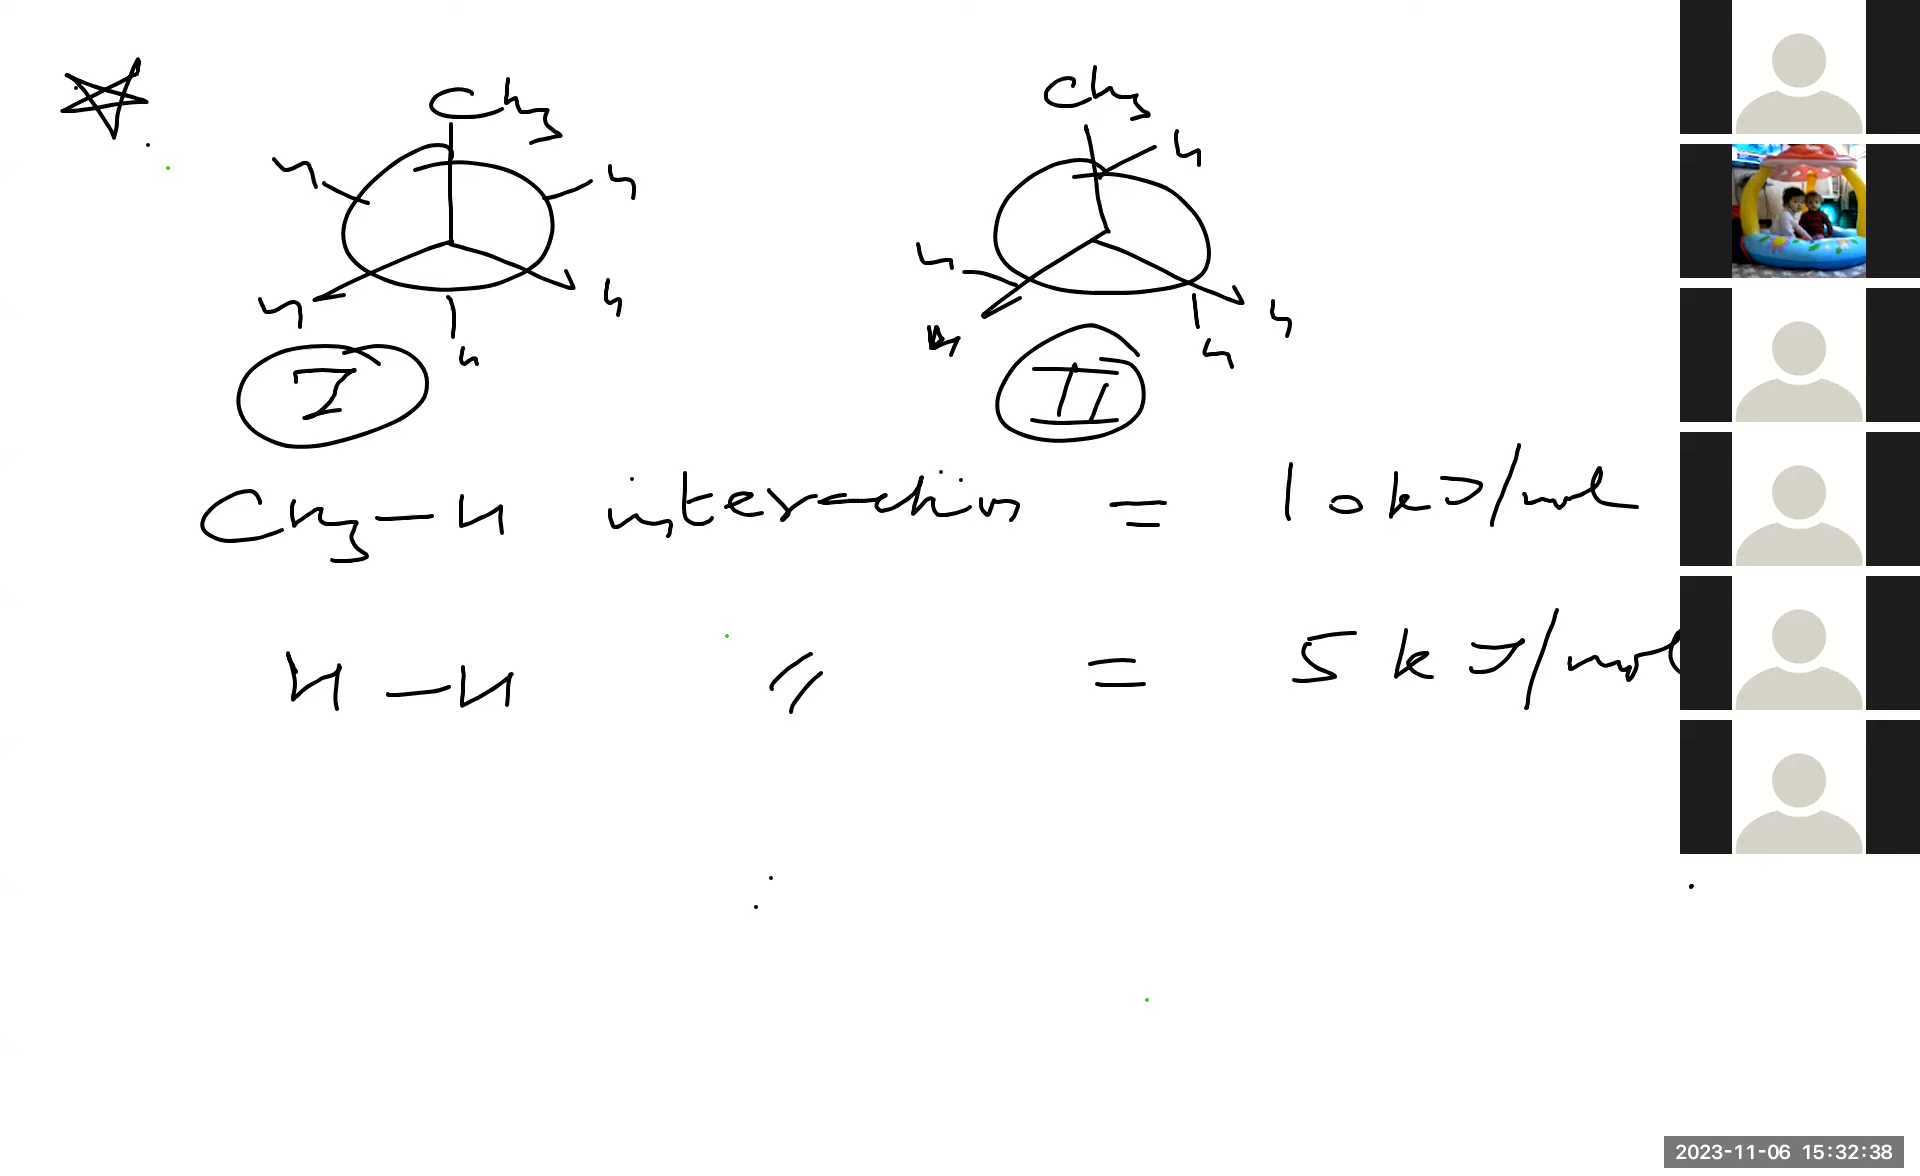 CH3 CH3
H H H
H H H H
H H H
I II
CH3-H interaction = 10 kJ/mol
H-H " = 5 kJ/mol
2023-11-06 15:32:38